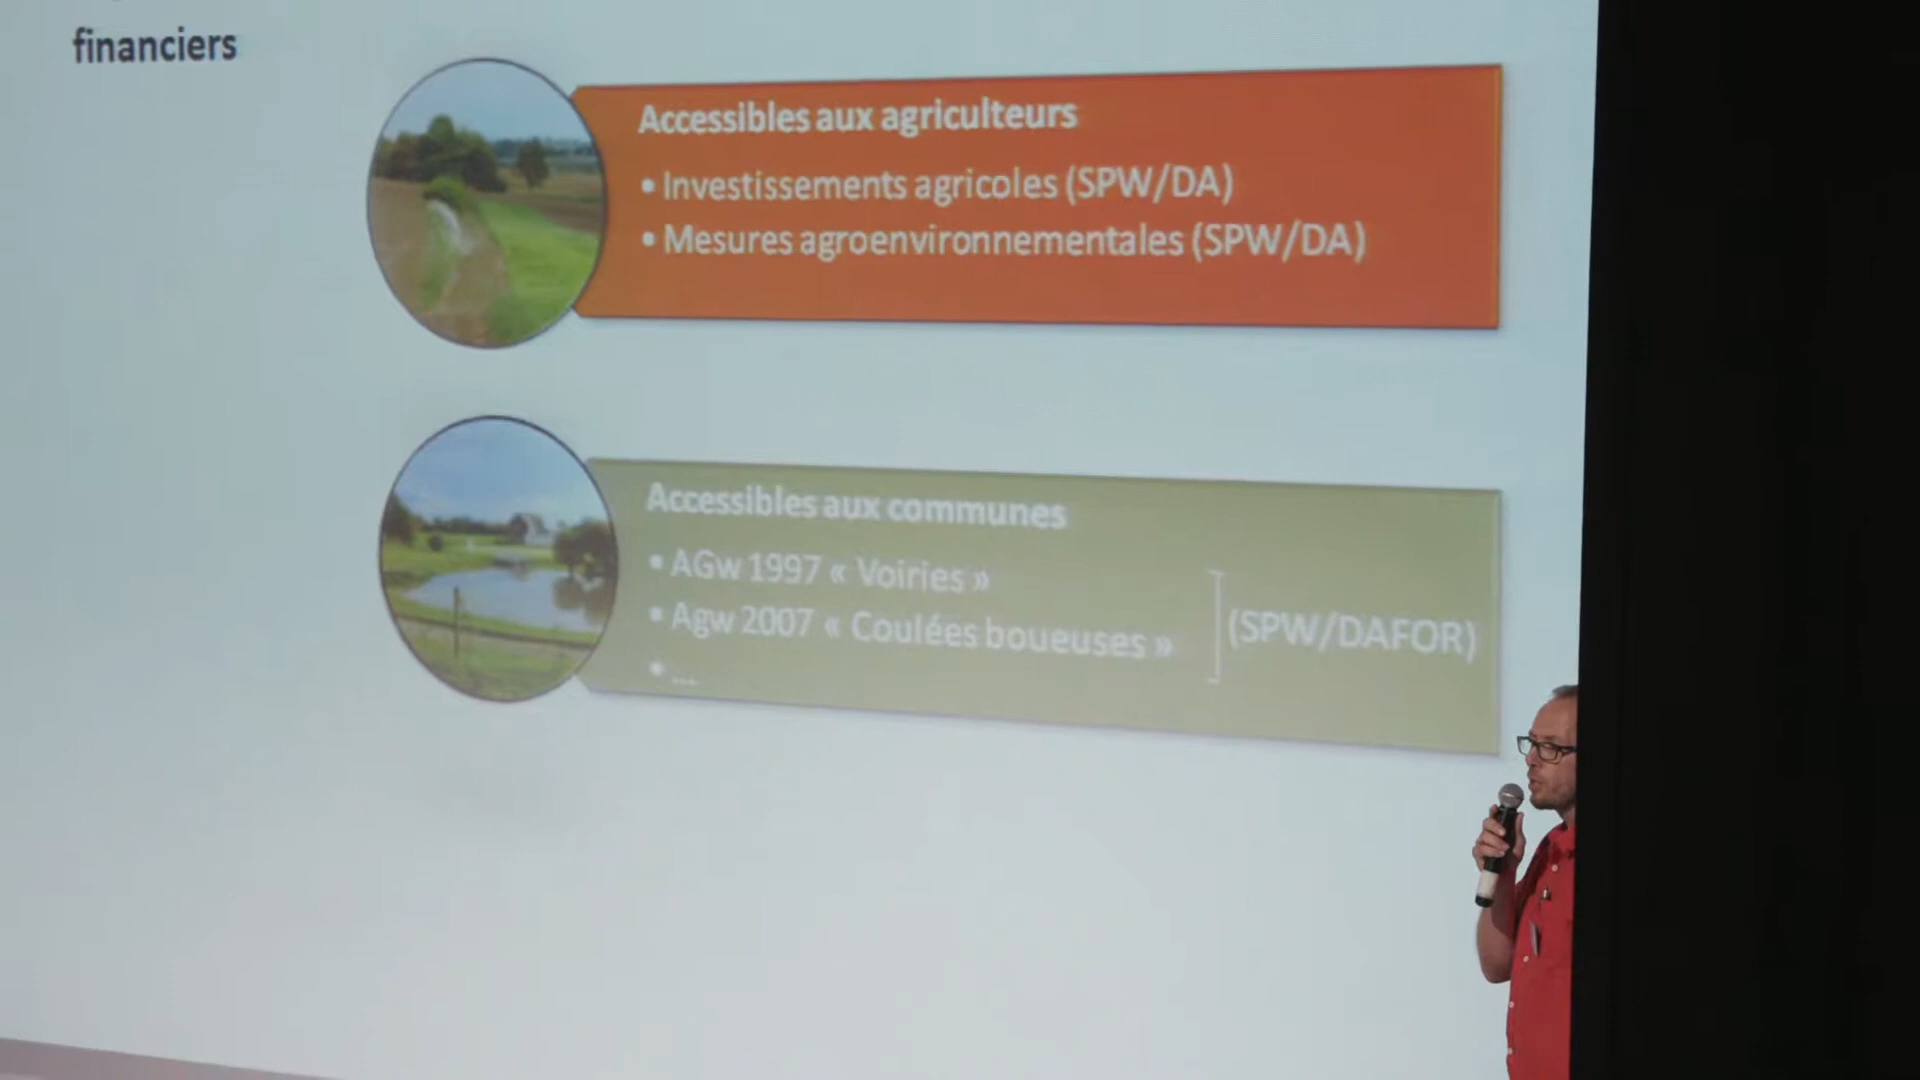 financiers
Accessibles aux agriculteurs
• Investissements agricoles (SPW/DA)
• Mesures agroenvironnementales (SPW/DA)
Accessibles aux communes
• AGw 1997 « Voiries »
• Agw 2007 « Coulées boueuses »
(SPW/DAFOR)
• ...